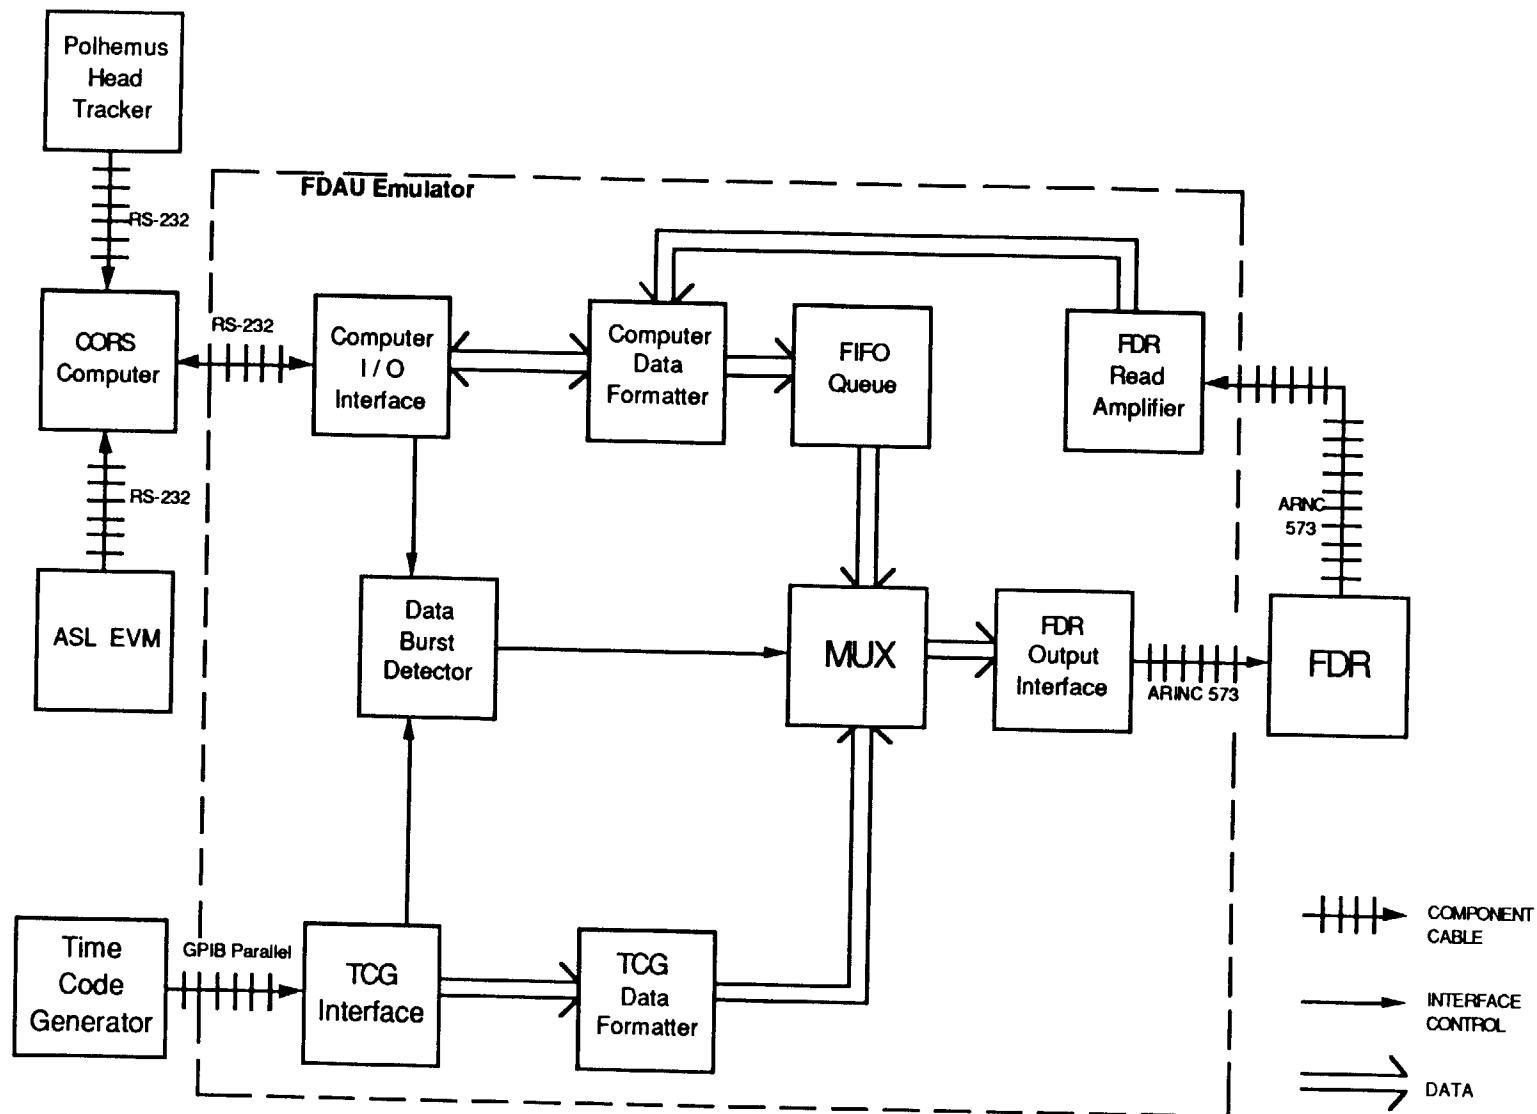 Polhemus
Head
Tracker
RS-232
FDAU Emulator
OORS
Computer
RS-232
Computer
I / O
Interface
Computer
Data
Formatter
FIFO
Queue
FDR
Read
Amplifier
RS-232
ARINC
573
ASL EVM
Data
Burst
Detector
MUX
FDR
Output
Interface
ARINC 573
FDR
Time
Code
Generator
GPIB Parallel
TCG
Interface
TCG
Data
Formatter
COMPONENT
CABLE
INTERFACE
CONTROL
DATA